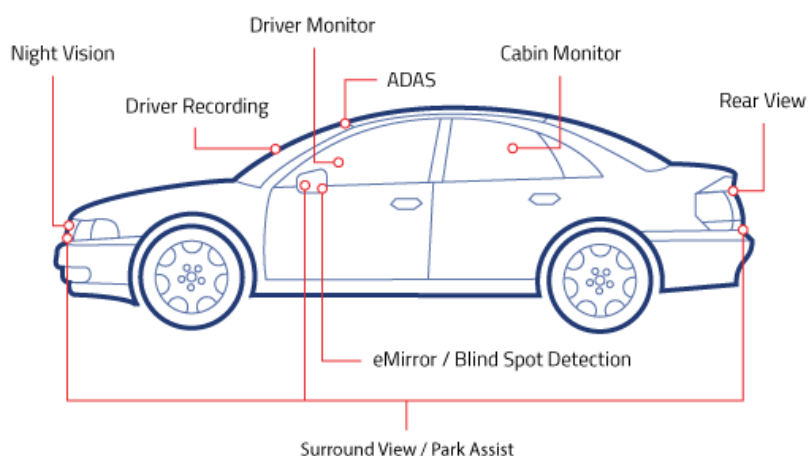 Driver Monitor
Night Vision
Cabin Monitor
ADAS
Driver Recording
Rear View
eMirror / Blind Spot Detection
Surround View / Park Assist